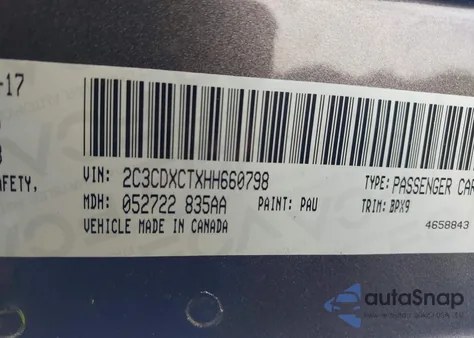 -17
AFETY,
VIN: 2C3CDXCTXHH660798 TYPE: PASSENGER CAR
MDH: 052722 835AA PAINT: PAU TRIM: BPX9
VEHICLE MADE IN CANADA 4658843
autoSnap